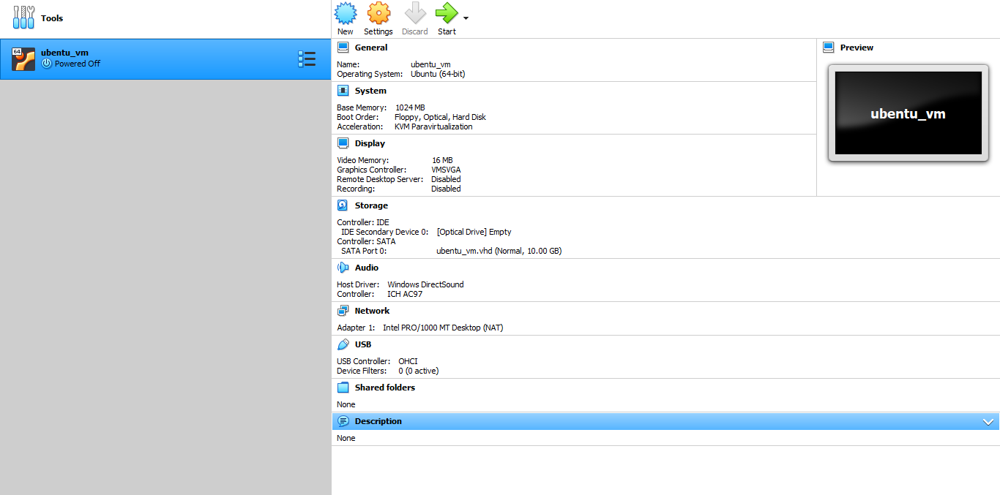 Tools
64
ubentu_vm
Powered Off
New Settings Discard Start
General
Name: ubentu_vm
Operating System: Ubuntu (64-bit)
System
Base Memory: 1024 MB
Boot Order: Floppy, Optical, Hard Disk
Acceleration: KVM Paravirtualization
Display
Video Memory: 16 MB
Graphics Controller: VMSVGA
Remote Desktop Server: Disabled
Recording: Disabled
Preview
ubentu_vm
Storage
Controller: IDE
IDE Secondary Device 0: [Optical Drive] Empty
Controller: SATA
SATA Port 0: ubentu_vm.vhd (Normal, 10.00 GB)
Audio
Host Driver: Windows DirectSound
Controller: ICH AC97
Network
Adapter 1: Intel PRO/1000 MT Desktop (NAT)
USB
USB Controller: OHCI
Device Filters: 0 (0 active)
Shared folders
None
Description
None